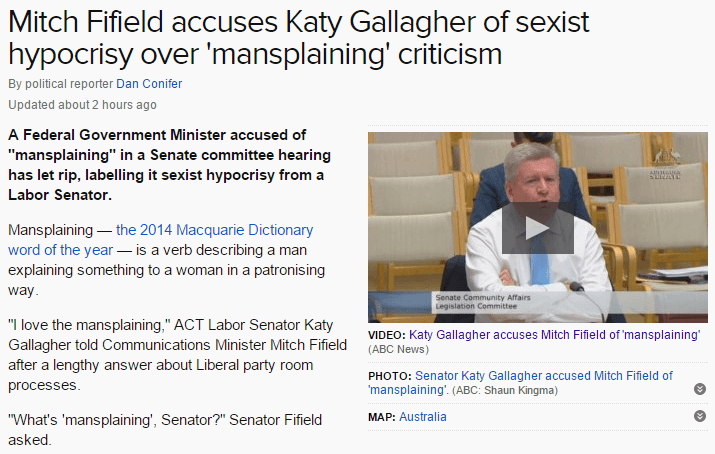 Mitch Fifield accuses Katy Gallagher of sexist
hypocrisy over 'mansplaining' criticism
By political reporter Dan Conifer
Updated about 2 hours ago
A Federal Government Minister accused of
"mansplaining" in a Senate committee hearing
has let rip, labelling it sexist hypocrisy from a
Labor Senator.
Mansplaining — the 2014 Macquarie Dictionary
word of the year — is a verb describing a man
explaining something to a woman in a patronising
way.
"I love the mansplaining," ACT Labor Senator Katy
Gallagher told Communications Minister Mitch Fifield
after a lengthy answer about Liberal party room
processes.
"What's 'mansplaining', Senator?" Senator Fifield
asked.
AUSTRALIAN
SENATE
Senate Community Affairs
Legislation Committee
VIDEO: Katy Gallagher accuses Mitch Fifield of 'mansplaining'
(ABC News)
PHOTO: Senator Katy Gallagher accused Mitch Fifield of
'mansplaining'. (ABC: Shaun Kingma)
MAP: Australia